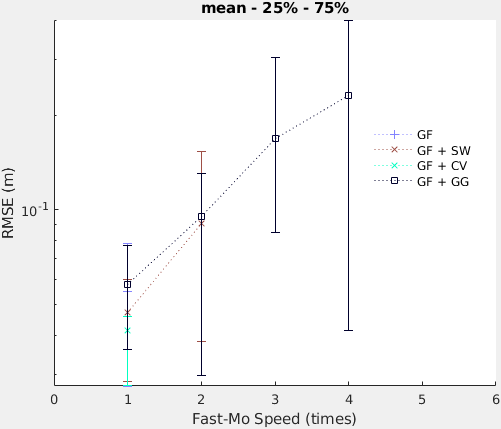 mean - 25% - 75%
RMSE (m)
10-1
GF
GF + SW
GF + CV
GF + GG
0 1 2 3 4 5 6
Fast-Mo Speed (times)